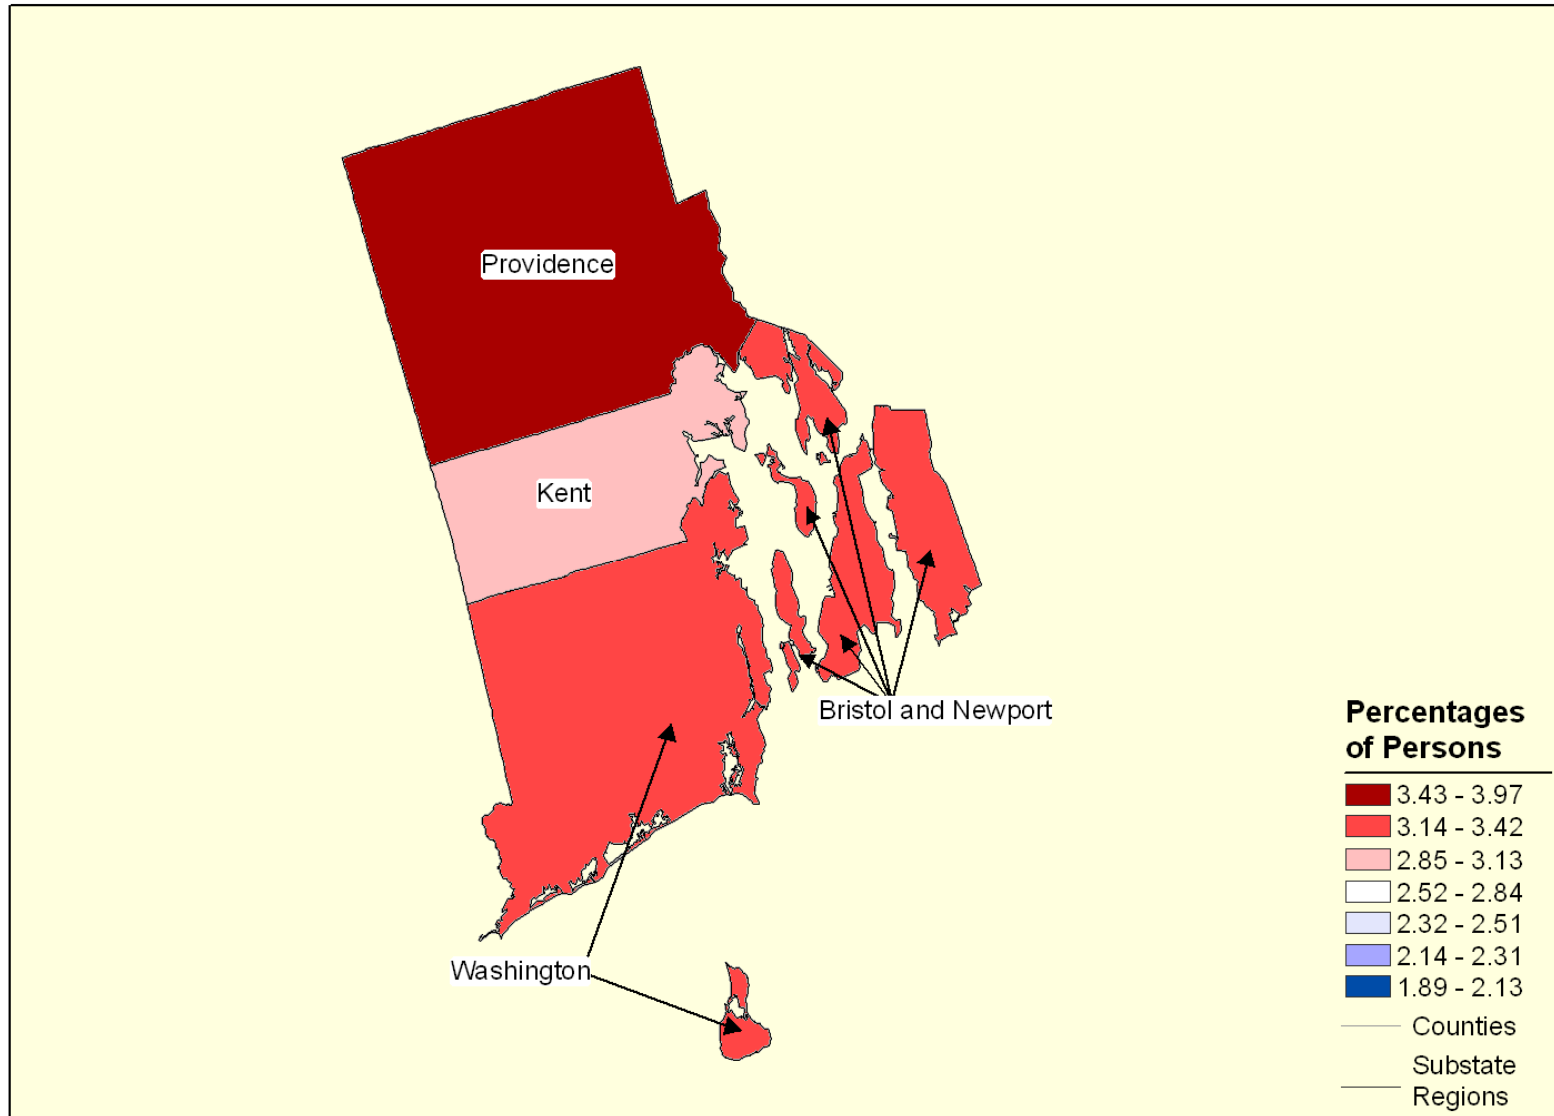 Providence
Kent
Bristol and Newport
Washington
Percentages
of Persons
3.43 - 3.97
3.14 - 3.42
2.85 - 3.13
2.52 - 2.84
2.32 - 2.51
2.14 - 2.31
1.89 - 2.13
Counties
Substate
Regions